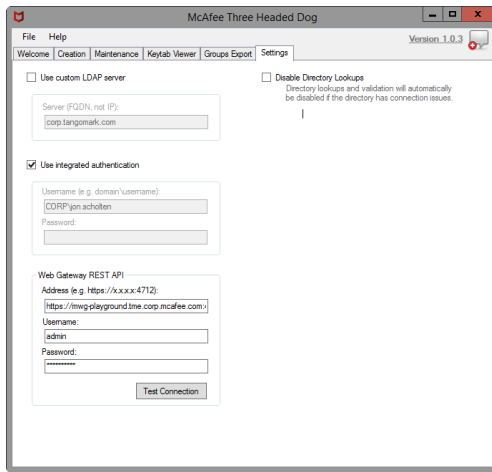 McAfee Three Headed Dog
File Help
Version 1.0.3
Welcome Creation Maintenance Keytab Viewer Groups Export Settings
Use custom LDAP server
Server (FQDN, not IP):
corp.tangomark.com
Use integrated authentication
Username (e.g. domain\username):
CORP\jon.scholten
Password:
Web Gateway REST API
Address (e.g. https://x.x.x.x:4712):
https://mwg-playground.tme.corp.mcafee.com:
Username:
admin
Password:
**********
Test Connection
Disable Directory Lookups
Directory lookups and validation will automatically
be disabled if the directory has connection issues.